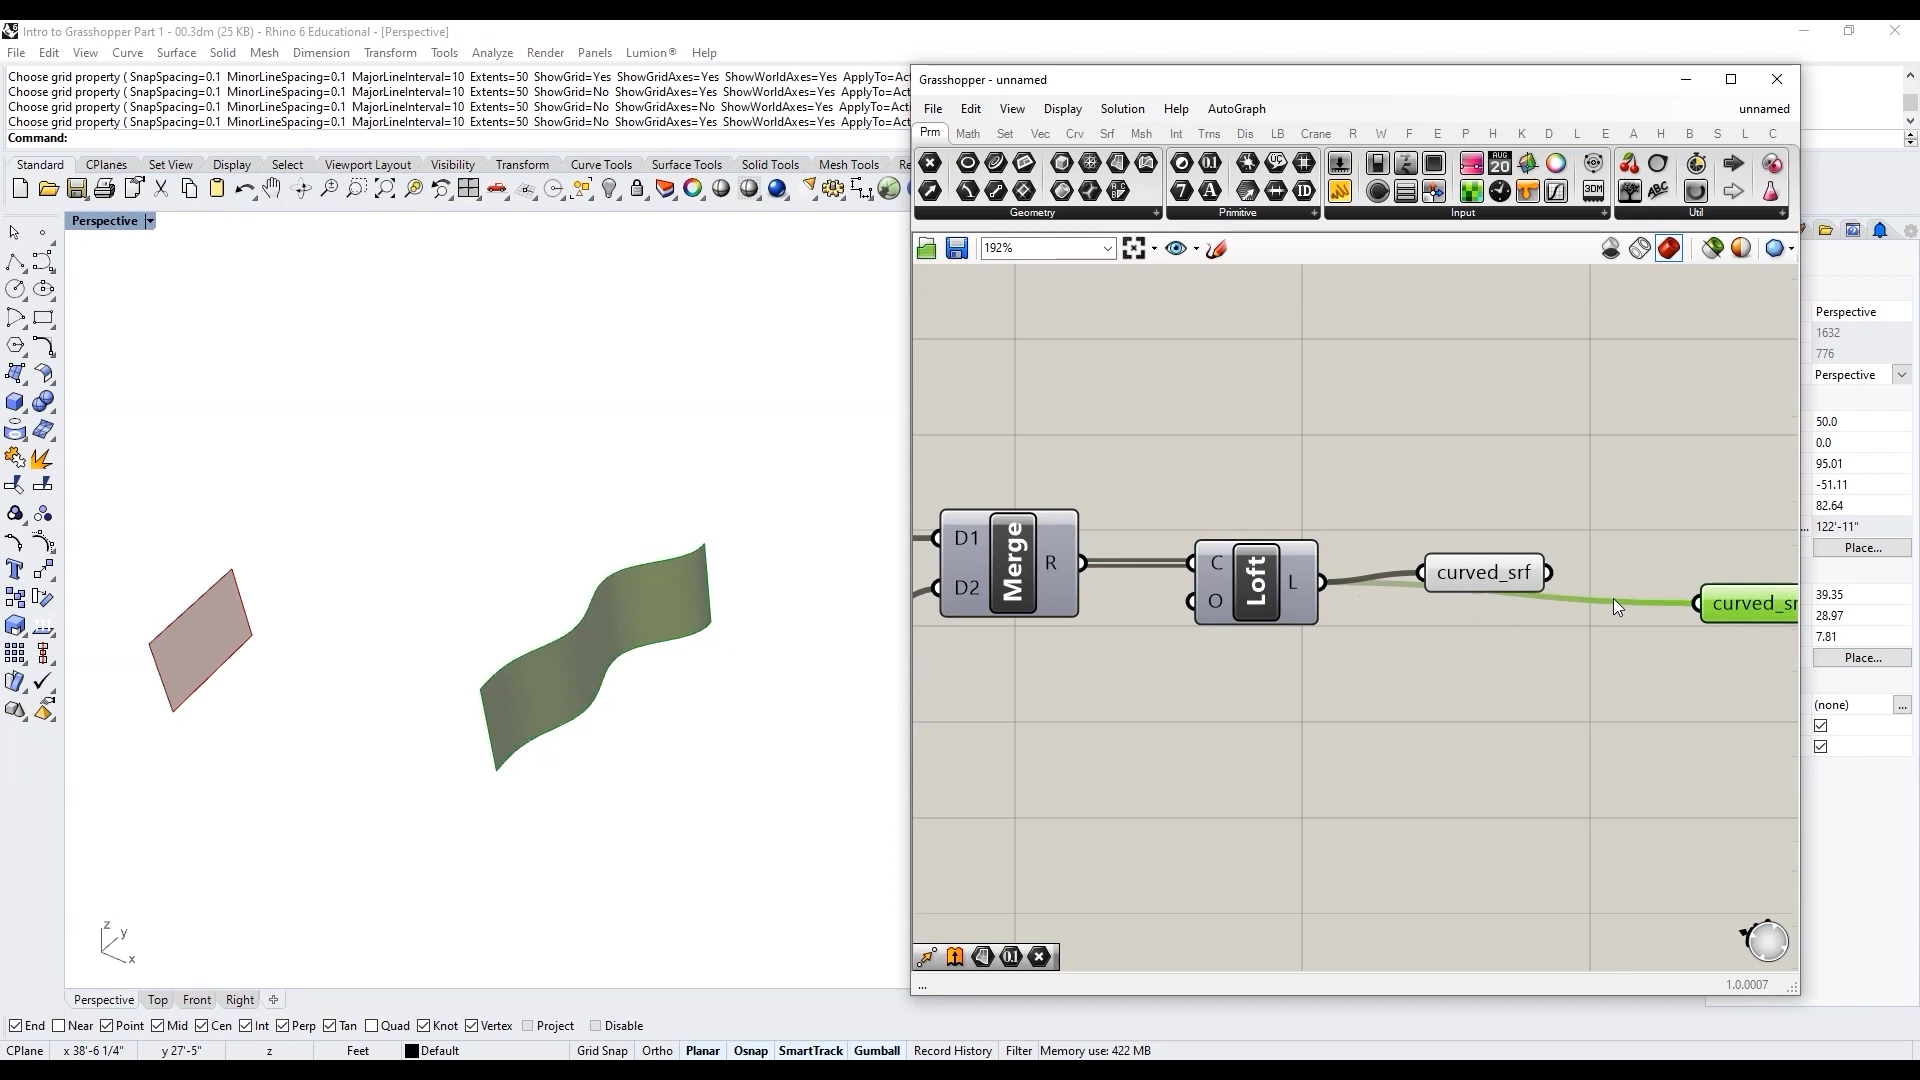 Intro to Grasshopper Part 1 - 00.3dm (25 KB) - Rhino 6 Educational - [Perspective]
File Edit View Curve Surface Solid Mesh Dimension Transform Tools Analyze Render Panels Lumion® Help
Choose grid property ( SnapSpacing=0.1 MinorLineSpacing=0.1 MajorLineInterval=10 Extents=50 ShowGrid=Yes ShowGridAxes=Yes ShowWorldAxes=Yes ApplyTo=Act
Choose grid property ( SnapSpacing=0.1 MinorLineSpacing=0.1 MajorLineInterval=10 Extents=50 ShowGrid=No ShowGridAxes=Yes ShowWorldAxes=Yes ApplyTo=Act
Choose grid property ( SnapSpacing=0.1 MinorLineSpacing=0.1 MajorLineInterval=10 Extents=50 ShowGrid=No ShowGridAxes=No ShowWorldAxes=Yes ApplyTo=Act
Choose grid property ( SnapSpacing=0.1 MinorLineSpacing=0.1 MajorLineInterval=10 Extents=50 ShowGrid=No ShowGridAxes=Yes ShowWorldAxes=Yes ApplyTo=Act
Command:
Standard CPlanes Set View Display Select Viewport Layout Visibility Transform Curve Tools Surface Tools Solid Tools Mesh Tools Re
Perspective
z
y
x
Perspective Top Front Right
End Near Point Mid Cen Int Perp Tan Quad Knot Vertex Project Disable
CPlane x 38'-6 1/4" y 27'-5" z Feet Default Grid Snap Ortho Planar Osnap SmartTrack Gumball Record History Filter Memory use: 422 MB
Grasshopper - unnamed
File Edit View Display Solution Help AutoGraph unnamed
Prm Math Set Vec Crv Srf Msh Int Trns Dis LB Crane R W F E P H K D L E A H B S L C
Geometry Primitive Input Util
192%
D1 D2 Merge R
C O Loft L
curved_srf
curved_sr
...
1.0.0007
Perspective
1632
776
Perspective
50.0
0.0
95.01
-51.11
82.64
... 122'-11"
Place...
39.35
28.97
7.81
Place...
(none) ...